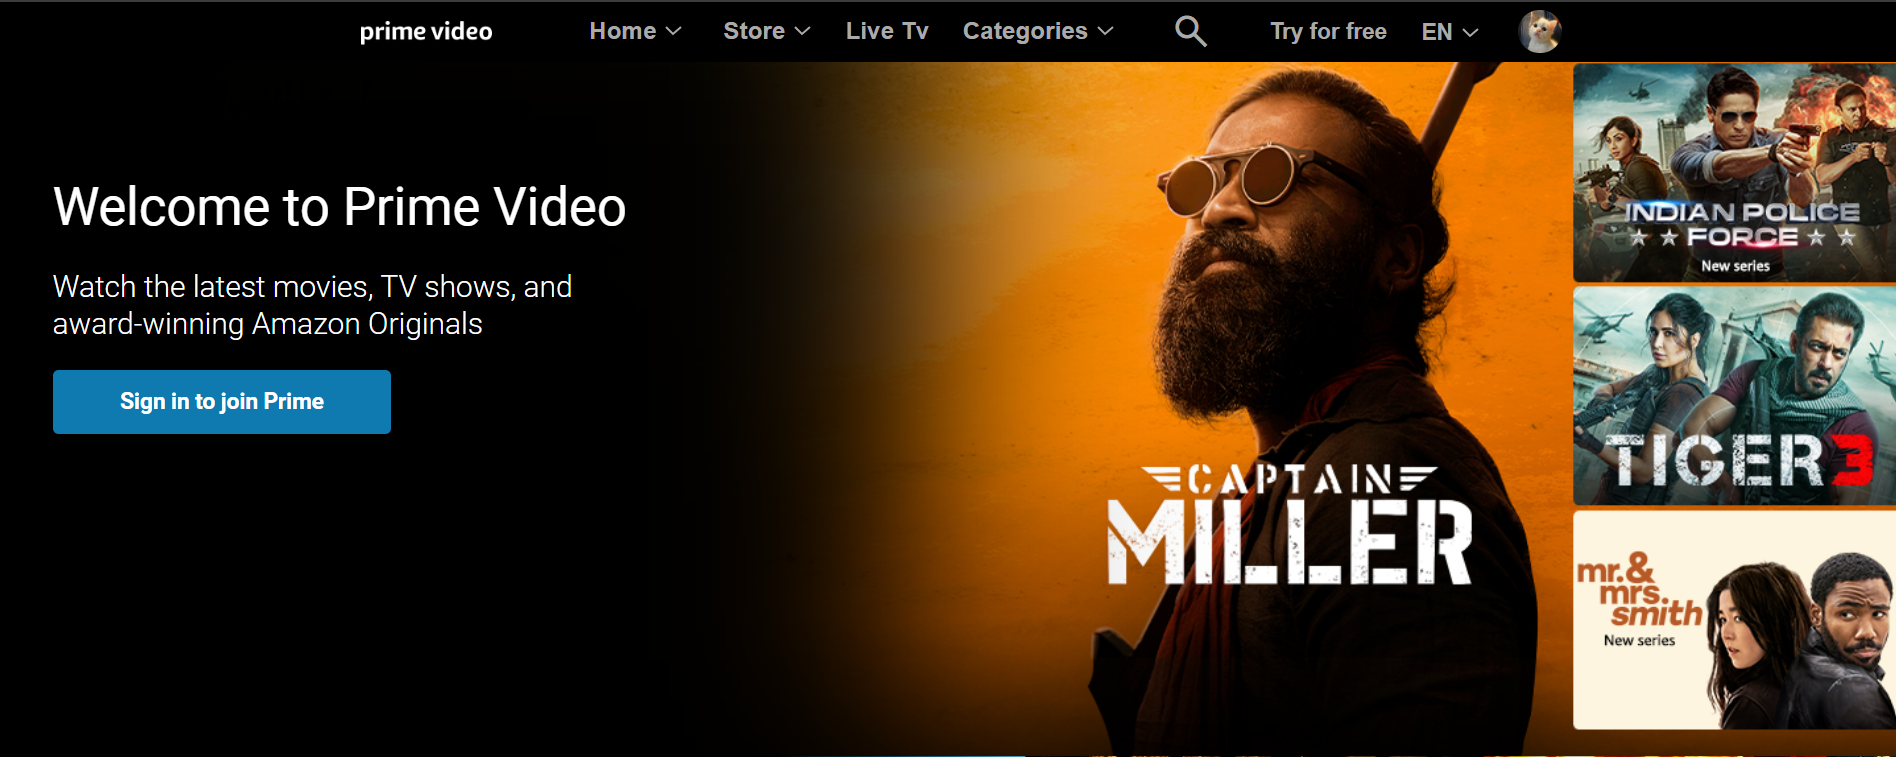 prime video
Home
Store
Live Tv
Categories
Try for free
EN
Welcome to Prime Video
Watch the latest movies, TV shows, and
award-winning Amazon Originals
Sign in to join Prime
CAPTAIN
MILLER
INDIAN POLICE
FORCE
New series
TIGER 3
mr.&
mrs.
smith
New series